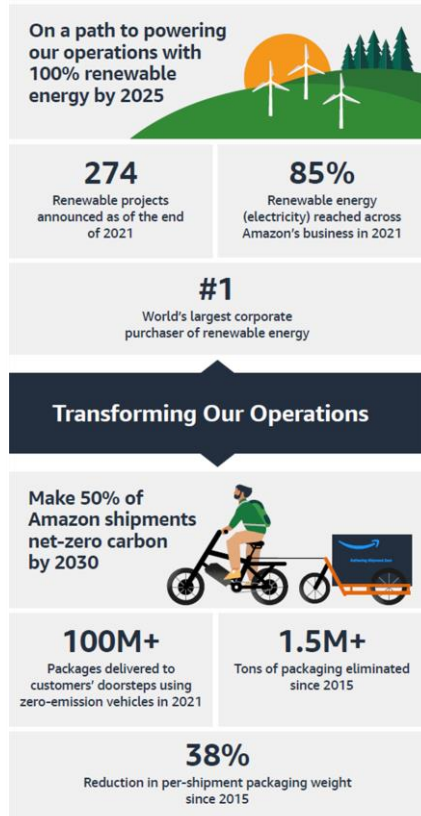 On a path to powering
our operations with
100% renewable
energy by 2025
274
Renewable projects
announced as of the end
of 2021
85%
Renewable energy
(electricity) reached across
Amazon's business in 2021
#1
World's largest corporate
purchaser of renewable energy
Transforming Our Operations
Make 50% of
Amazon shipments
net-zero carbon
by 2030
100M+
Packages delivered to
customers' doorsteps using
zero-emission vehicles in 2021
1.5M+
Tons of packaging eliminated
since 2015
38%
Reduction in per-shipment packaging weight
since 2015